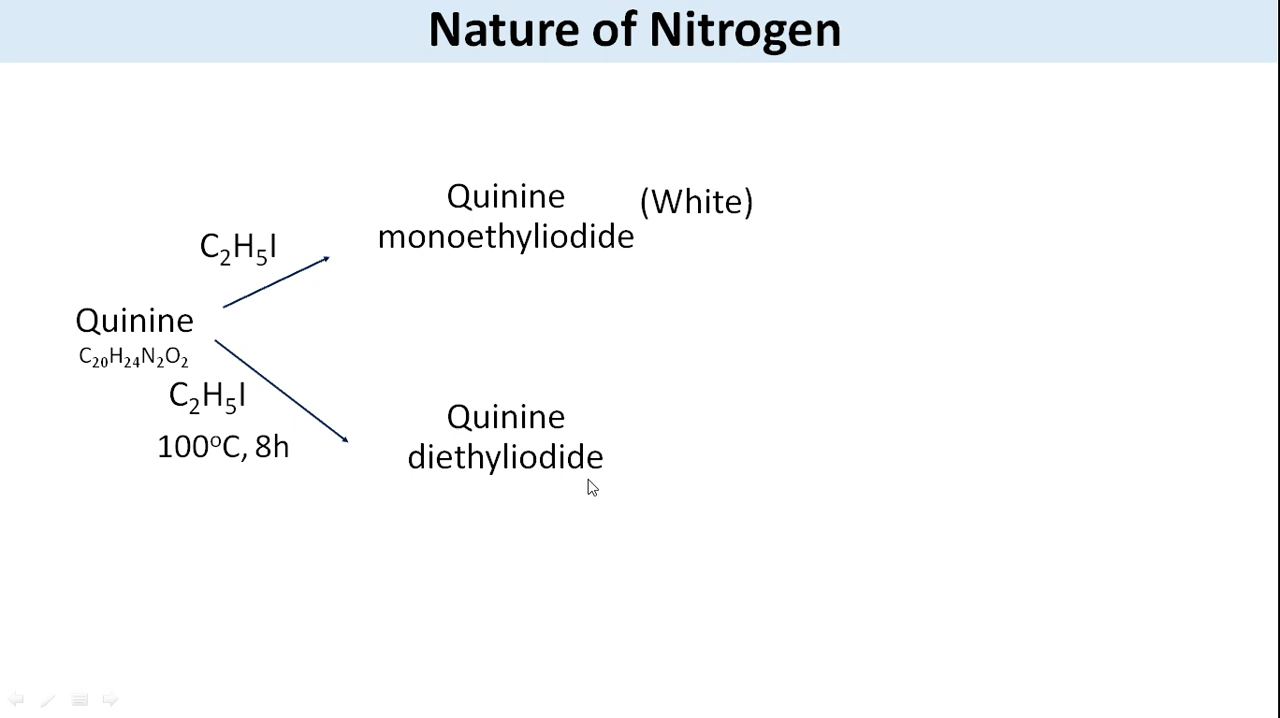 Nature of Nitrogen
Quinine
monoethyliodide
(White)
C₂H₅I
Quinine
C₂₀H₂₄N₂O₂
C₂H₅I
100ᵒC, 8h
Quinine
diethyliodide